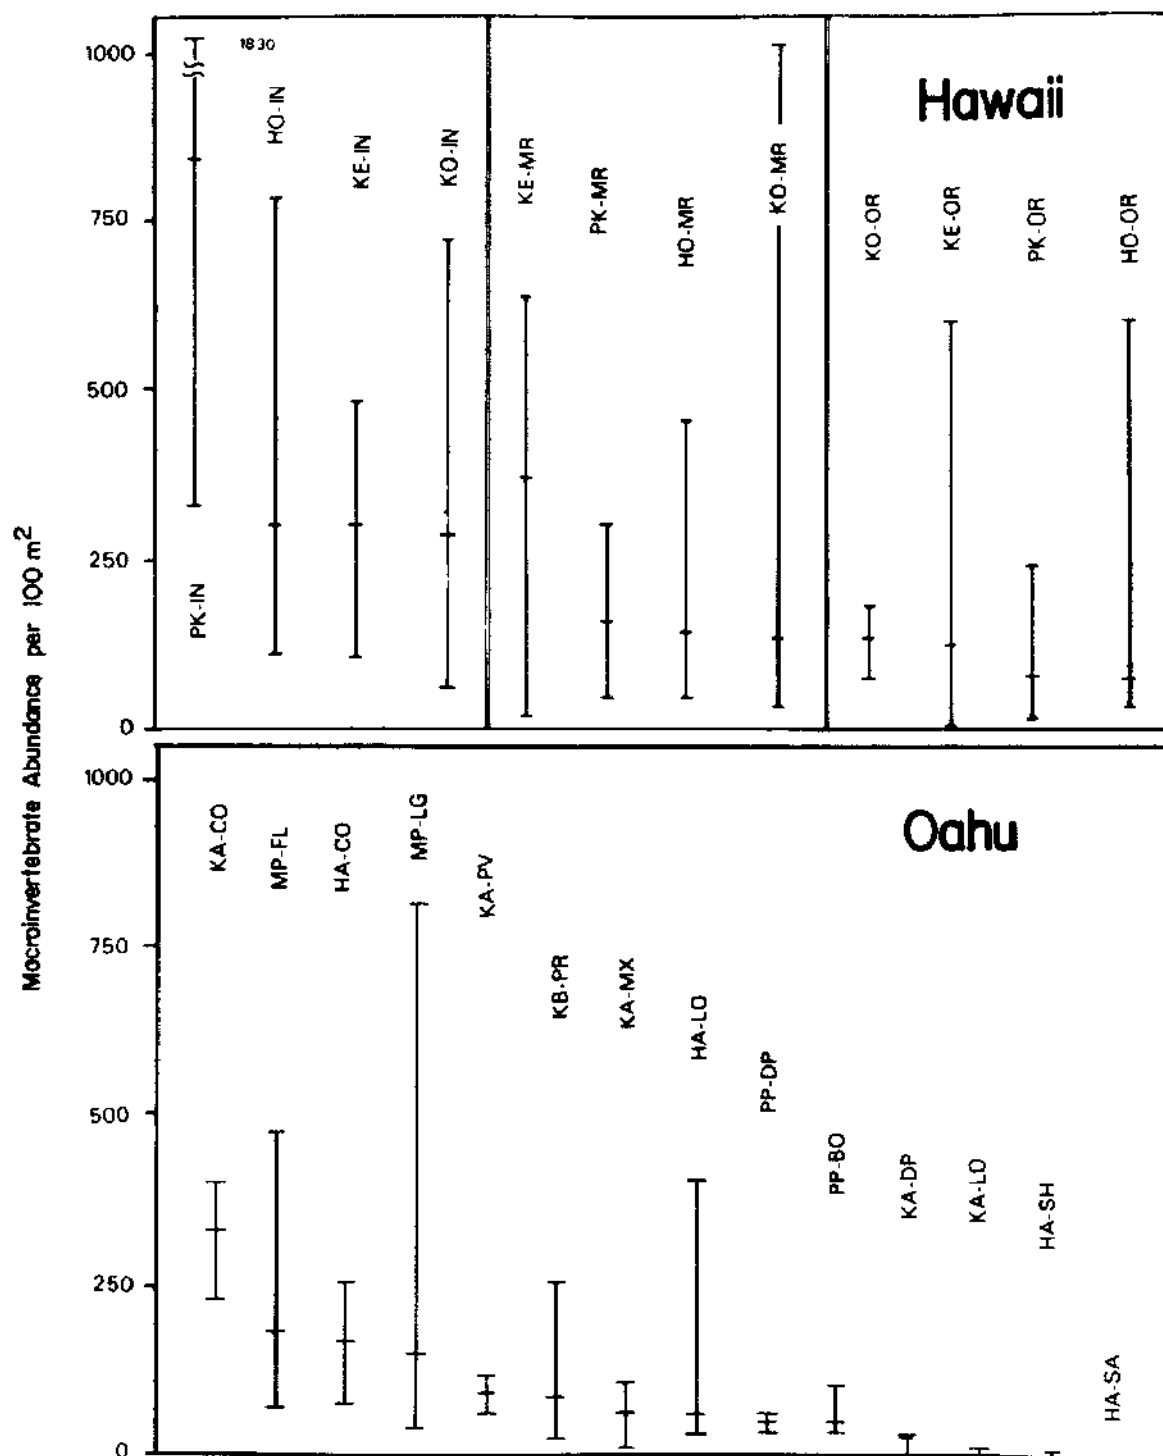 Macroinvertebrate Abundance per 100 m²
Hawaii
1000
750
500
250
0
1830
PK-IN
HO-IN
KE-IN
KO-IN
KE-MR
PK-MR
HO-MR
KO-MR
KO-OR
KE-OR
PK-OR
HO-OR
Oahu
1000
750
500
250
0
KA-CO
MP-FL
HA-CO
MP-LG
KA-PV
KB-PR
KA-MX
HA-LO
PP-DP
PP-BO
KA-DP
KA-LO
HA-SH
HA-SA